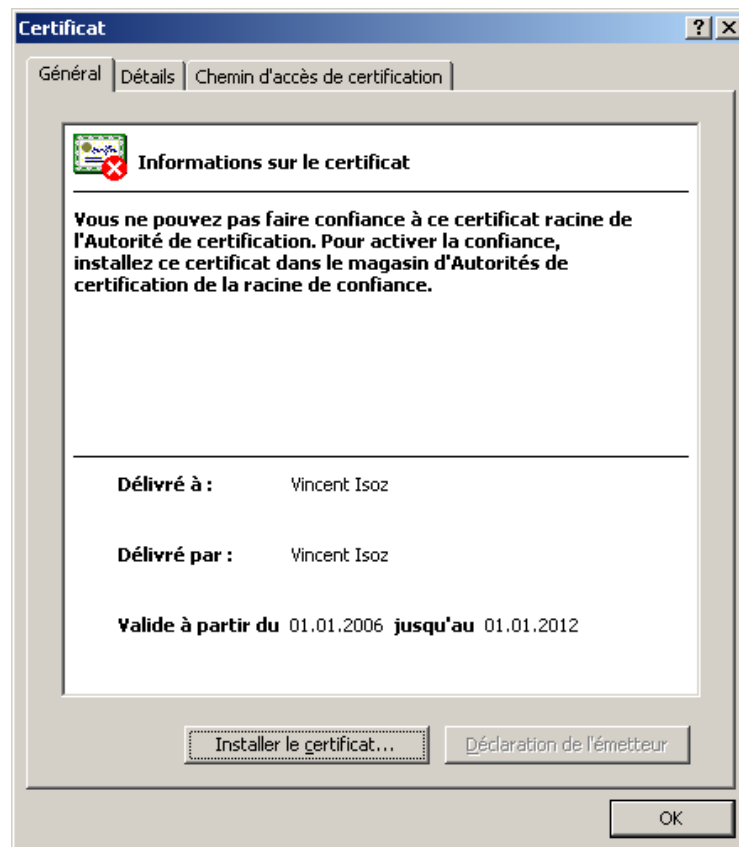 Certificat
Général Détails Chemin d'accès de certification
Informations sur le certificat
Vous ne pouvez pas faire confiance à ce certificat racine de
l'Autorité de certification. Pour activer la confiance,
installez ce certificat dans le magasin d'Autorités de
certification de la racine de confiance.
Délivré à : Vincent Isoz
Délivré par : Vincent Isoz
Valide à partir du 01.01.2006 jusqu'au 01.01.2012
Installer le certificat... Déclaration de l'émetteur
OK